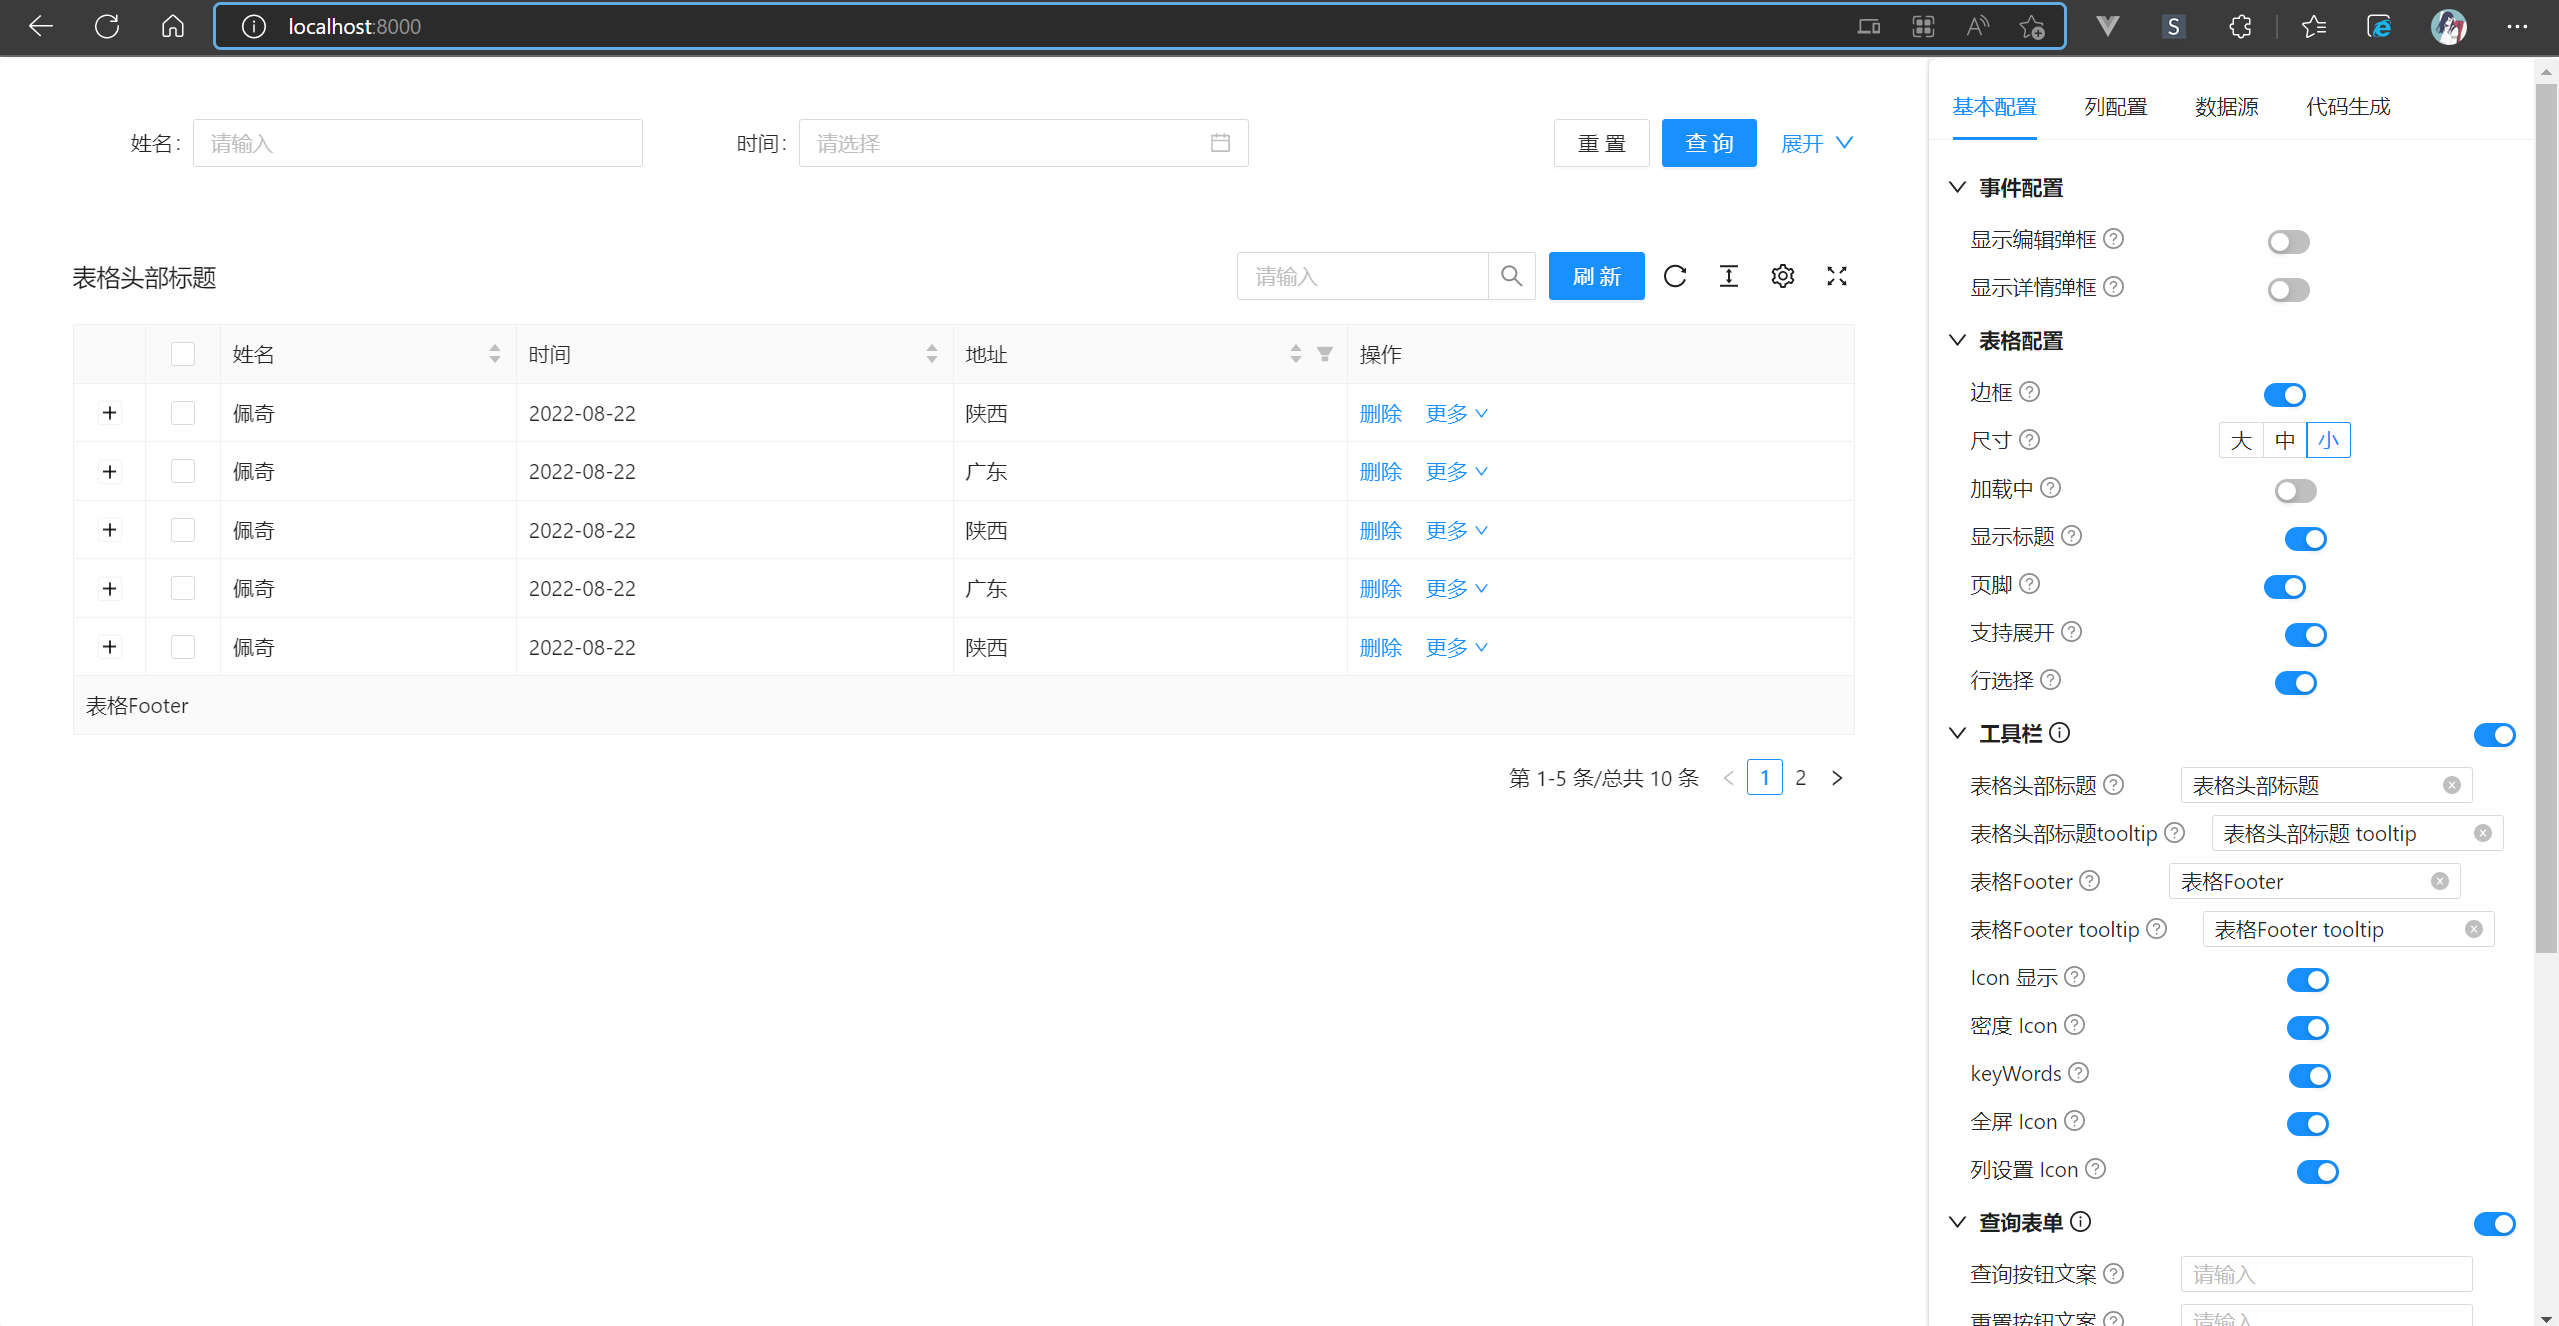 localhost:8000
姓名: 请输入 时间: 请选择 重 置 查 询 展开
表格头部标题 请输入 刷 新
姓名 时间 地址 操作
佩奇 2022-08-22 陕西 删除 更多
佩奇 2022-08-22 广东 删除 更多
佩奇 2022-08-22 陕西 删除 更多
佩奇 2022-08-22 广东 删除 更多
佩奇 2022-08-22 陕西 删除 更多
表格Footer
第 1-5 条/总共 10 条 1 2
基本配置 列配置 数据源 代码生成
事件配置
显示编辑弹框
显示详情弹框
表格配置
边框
尺寸 大 中 小
加载中
显示标题
页脚
支持展开
行选择
工具栏
表格头部标题 表格头部标题
表格头部标题tooltip 表格头部标题 tooltip
表格Footer 表格Footer
表格Footer tooltip 表格Footer tooltip
Icon 显示
密度 Icon
keyWords
全屏 Icon
列设置 Icon
查询表单
查询按钮文案 请输入
重置按钮文案 请输入